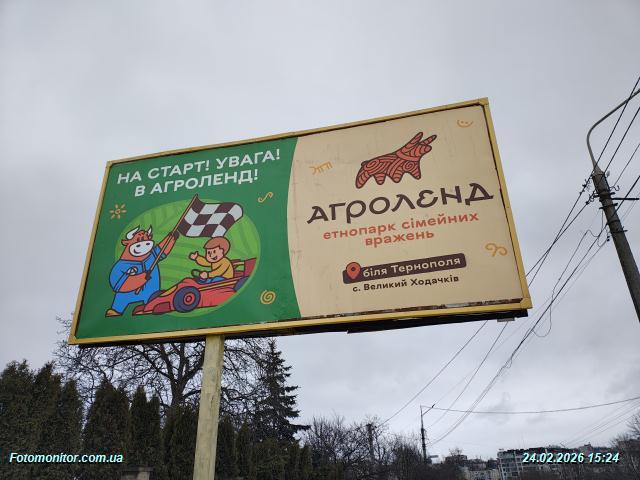 НА СТАРТ! УВАГА!
В АГРОЛЕНД!
АГРОЛЕНД
етнопарк сімейних
вражень
біля Тернополя
с. Великий Ходачків
Fotomonitor.com.ua
24.02.2026 15:24